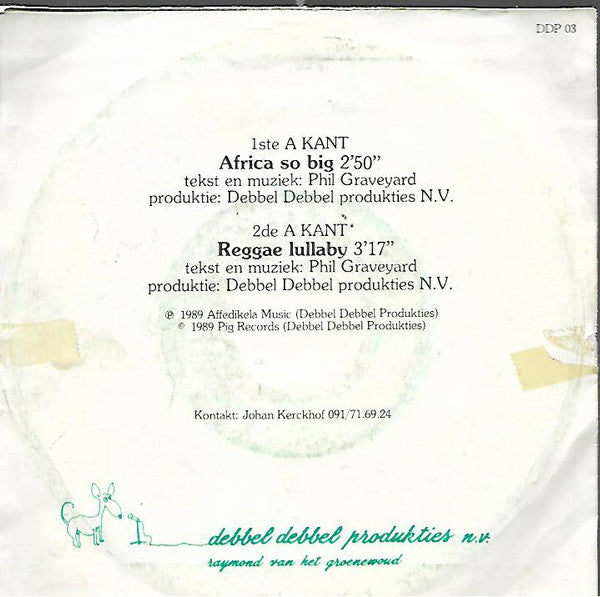 DDP 03
1ste A KANT
Africa so big 2'50"
tekst en muziek: Phil Graveyard
produktie: Debbel Debbel produkties N.V.
2de A KANT
Reggae lullaby 3'17"
tekst en muziek: Phil Graveyard
produktie: Debbel Debbel produkties N.V.
℗ 1989 Affedikela Music (Debbel Debbel Produkties)
© 1989 Pig Records (Debbel Debbel Produkties)
Kontakt: Johan Kerckhof 091/71.69.24
debbel debbel produkties n.v.
raymond van het groenewoud